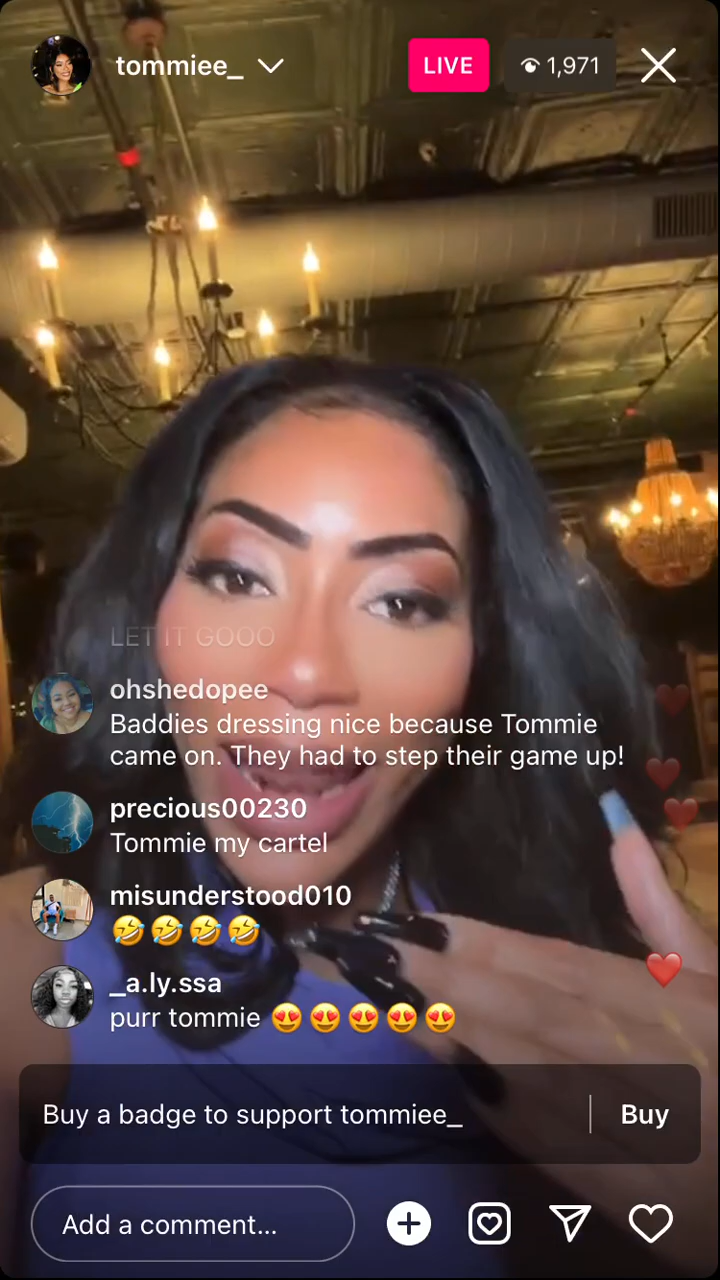 tommiee_
LIVE
1,971
LET IT GOOO
ohshedopee
Baddies dressing nice because Tommie
came on. They had to step their game up!
precious00230
Tommie my cartel
misunderstood010
🤣🤣🤣🤣
_a.ly.ssa
purr tommie 😍😍😍😍😍
Buy a badge to support tommiee_
Buy
Add a comment...